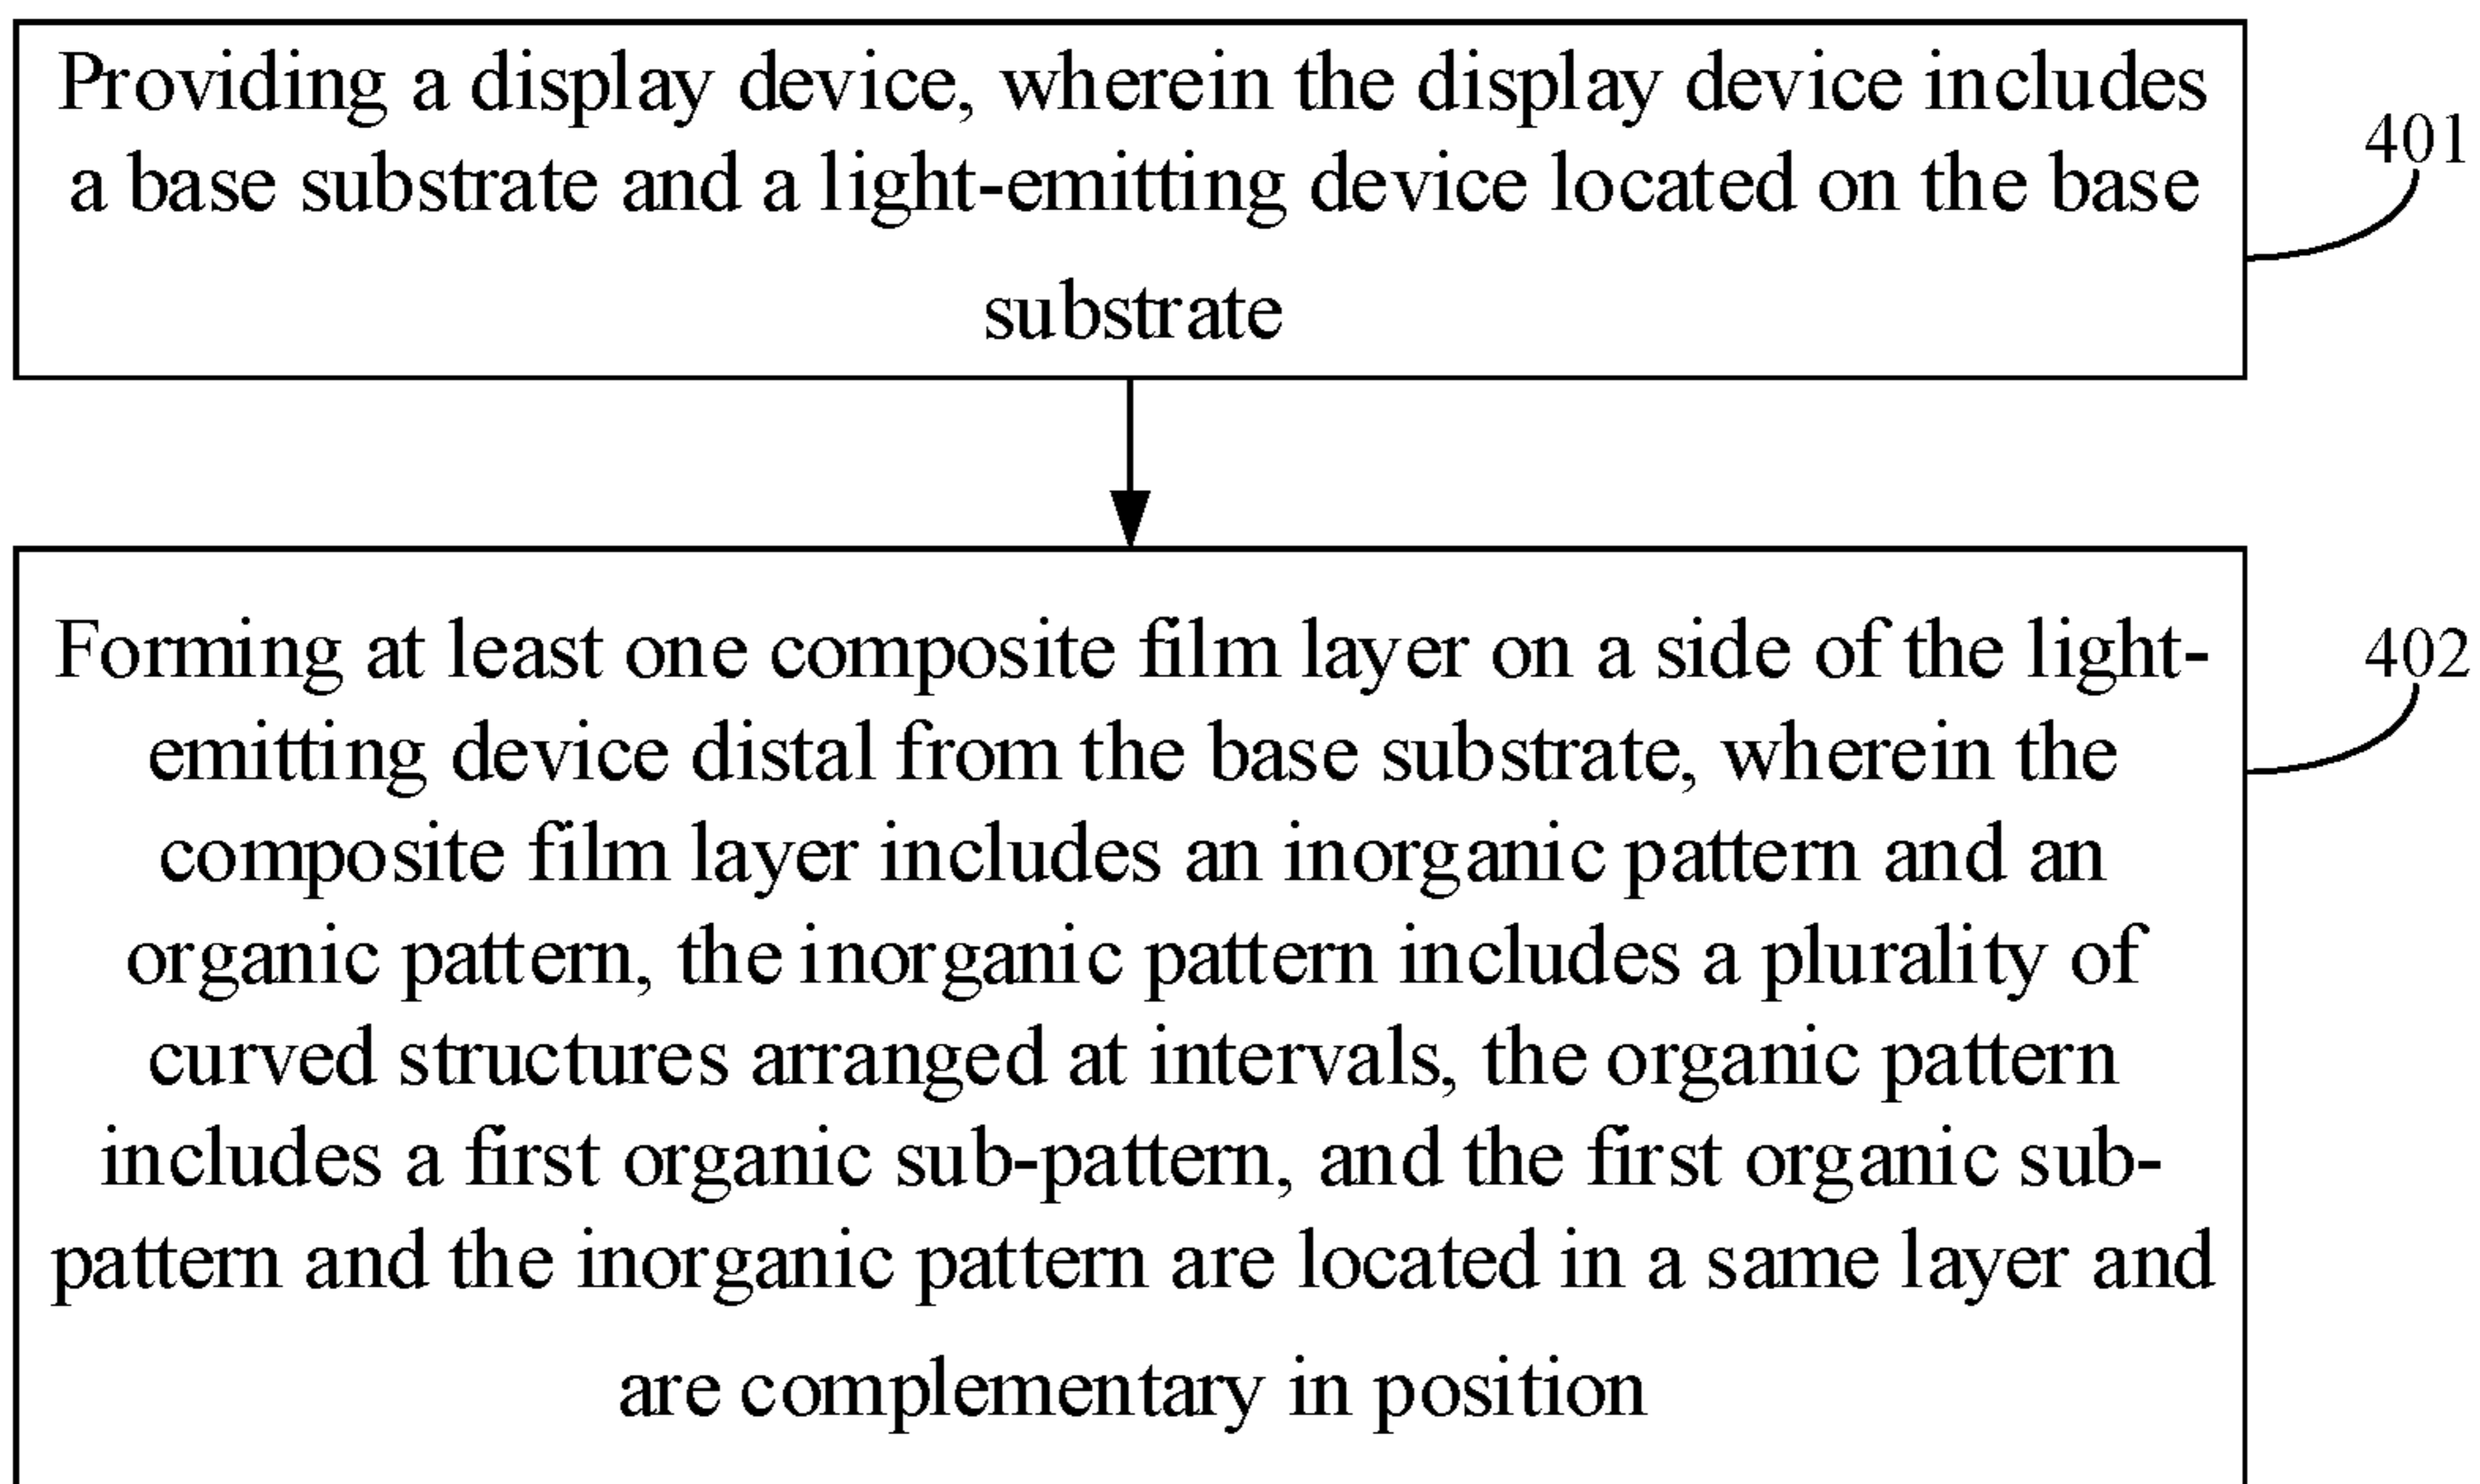 Providing a display device, wherein the display device includes
a base substrate and a light-emitting device located on the base
substrate
401
Forming at least one composite film layer on a side of the light-
emitting device distal from the base substrate, wherein the
composite film layer includes an inorganic pattern and an
organic pattern, the inorganic pattern includes a plurality of
curved structures arranged at intervals, the organic pattern
includes a first organic sub-pattern, and the first organic sub-
pattern and the inorganic pattern are located in a same layer and
are complementary in position
402